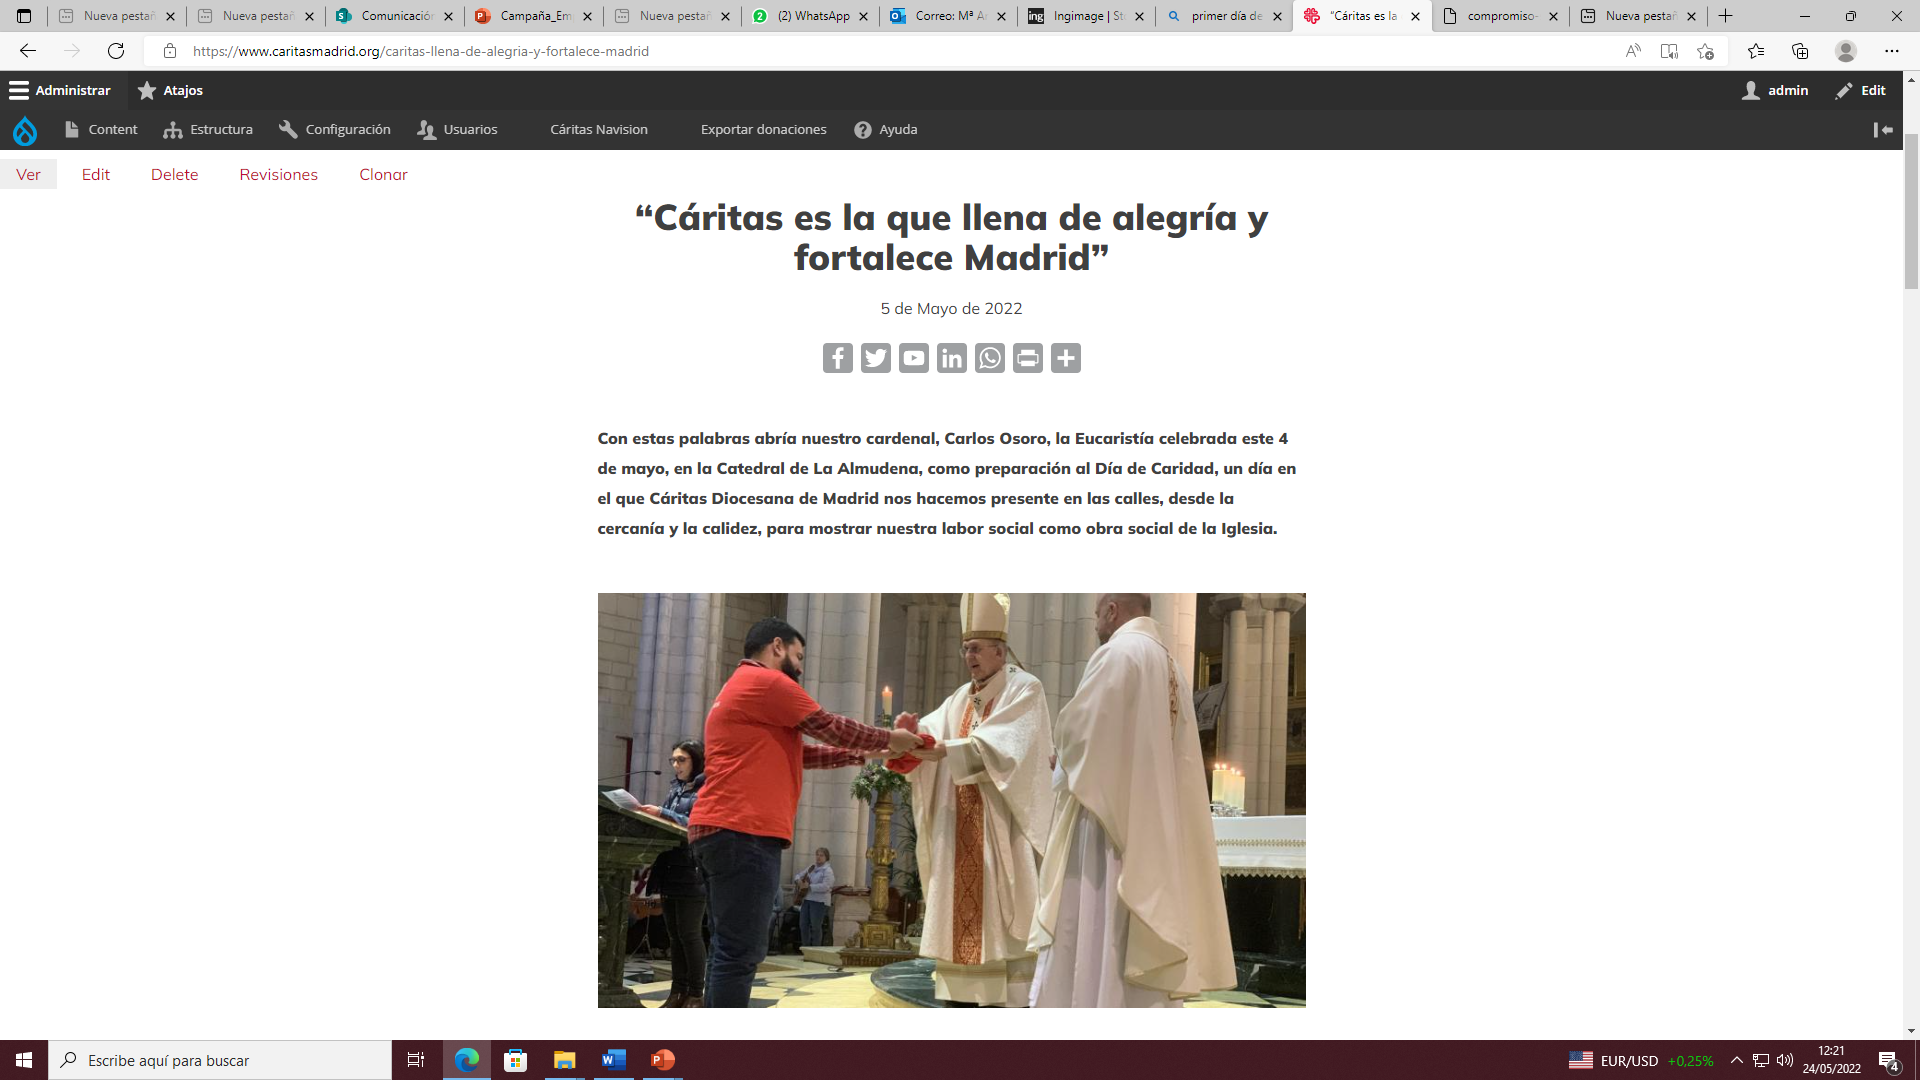 Nueva pestañ
Nueva pestañ
Comunicación
Campaña_Em
Nueva pestañ
(2) WhatsApp
Correo: Mª A
Ingimage | St
primer día de
“Cáritas es la
compromiso-
Nueva pestañ
https://www.caritasmadrid.org/caritas-llena-de-alegria-y-fortalece-madrid
Administrar Atajos admin Edit
Content Estructura Configuración Usuarios Cáritas Navision Exportar donaciones Ayuda
Ver Edit Delete Revisiones Clonar
“Cáritas es la que llena de alegría y
fortalece Madrid”
5 de Mayo de 2022
Con estas palabras abría nuestro cardenal, Carlos Osoro, la Eucaristía celebrada este 4
de mayo, en la Catedral de La Almudena, como preparación al Día de Caridad, un día en
el que Cáritas Diocesana de Madrid nos hacemos presente en las calles, desde la
cercanía y la calidez, para mostrar nuestra labor social como obra social de la Iglesia.
Escribe aquí para buscar
EUR/USD +0,25%
12:21
24/05/2022
4